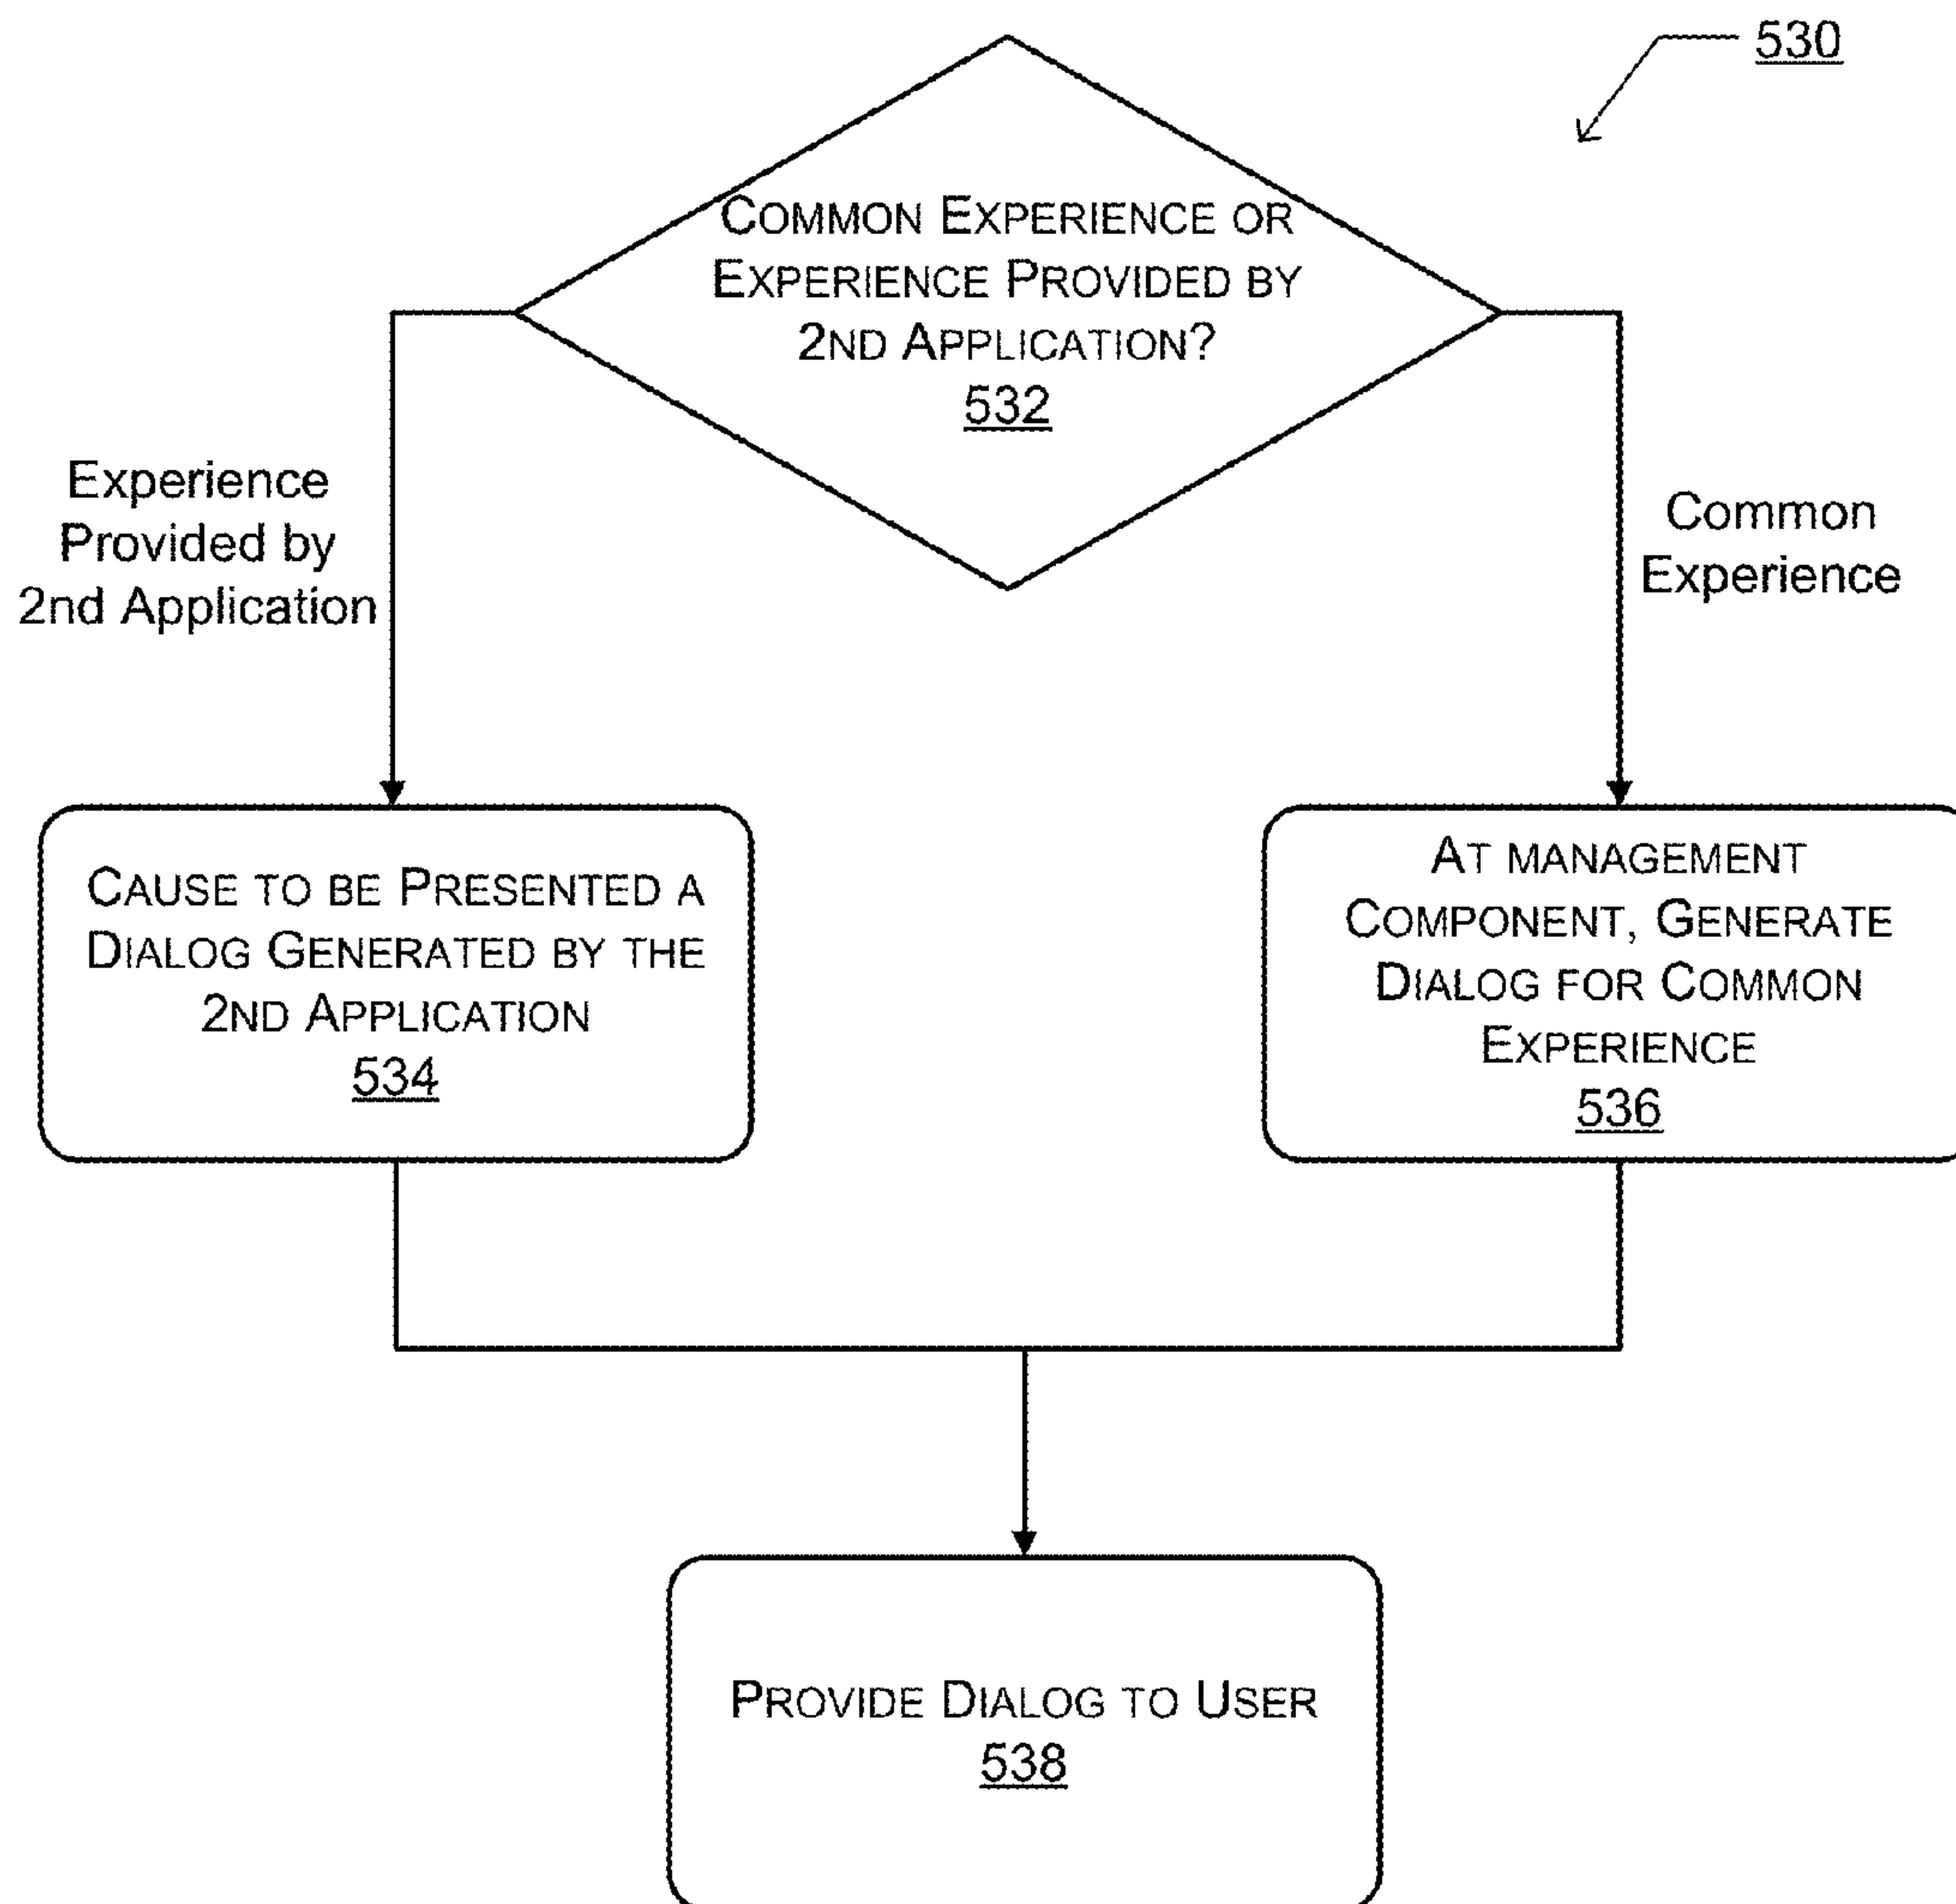 530
COMMON EXPERIENCE OR
EXPERIENCE PROVIDED BY
2ND APPLICATION?
532
Experience
Provided by
2nd Application
Common
Experience
CAUSE TO BE PRESENTED A
DIALOG GENERATED BY THE
2ND APPLICATION
534
AT MANAGEMENT
COMPONENT, GENERATE
DIALOG FOR COMMON
EXPERIENCE
536
PROVIDE DIALOG TO USER
538